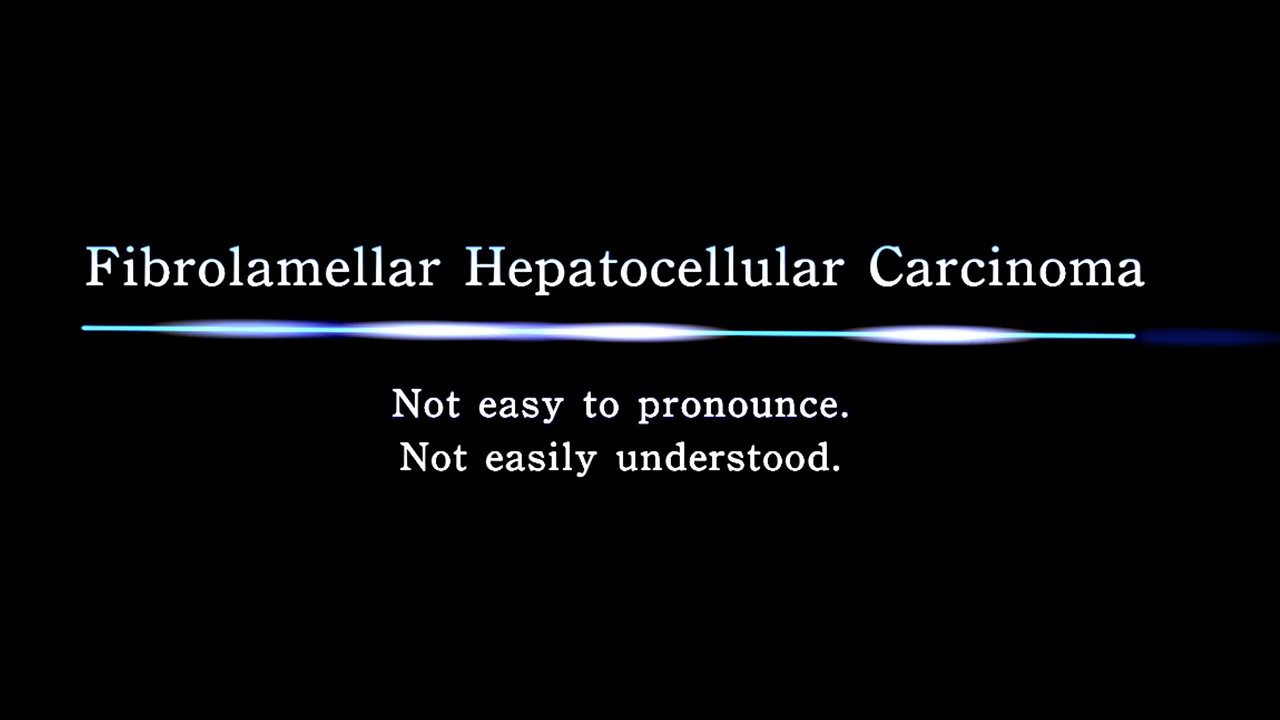 Fibrolamellar Hepatocellular Carcinoma
Not easy to pronounce.
Not easily understood.